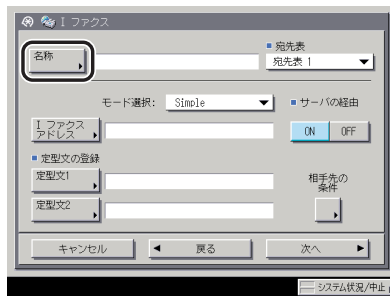 I ファクス
名称
■ 宛先表
宛先表 1
モード選択: Simple
■ サーバの経由
I ファクス
アドレス
ON OFF
■ 定型文の登録
定型文1
相手先の
条件
定型文2
キャンセル
戻る
次へ
システム状況/中止